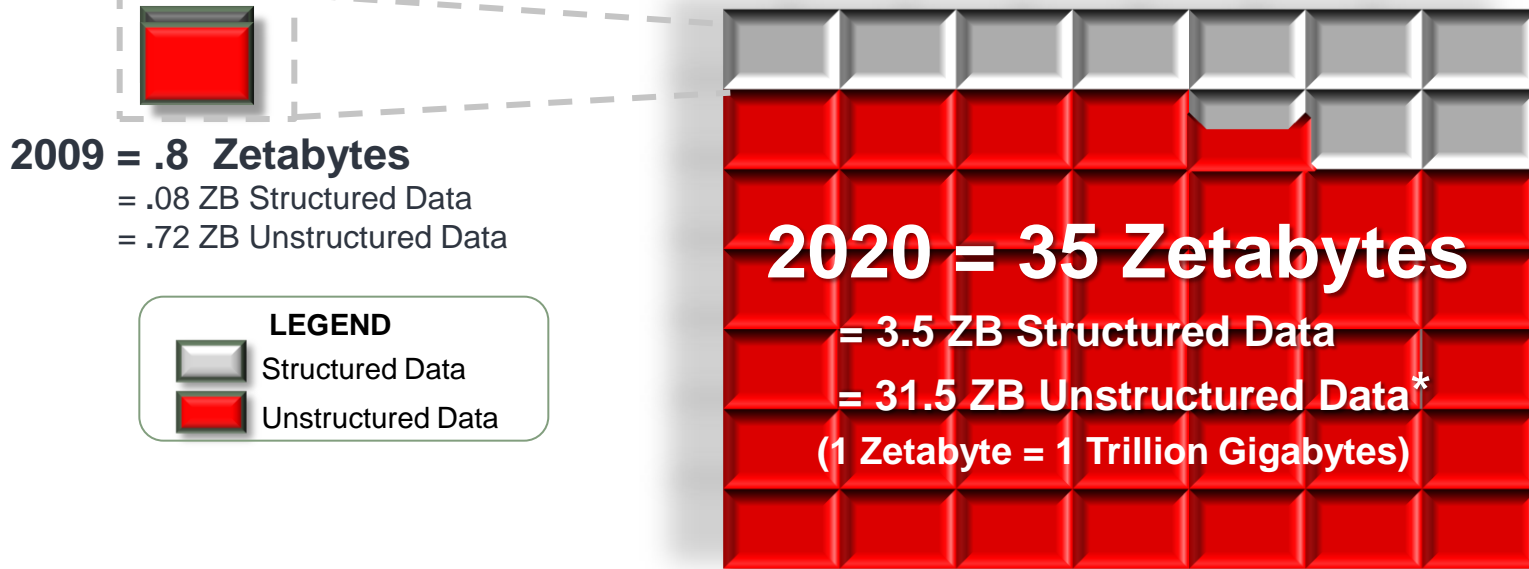 2009 = .8 Zetabytes
= .08 ZB Structured Data
= .72 ZB Unstructured Data
LEGEND
Structured Data
Unstructured Data
2020 = 35 Zetabytes
= 3.5 ZB Structured Data
= 31.5 ZB Unstructured Data*
(1 Zetabyte = 1 Trillion Gigabytes)